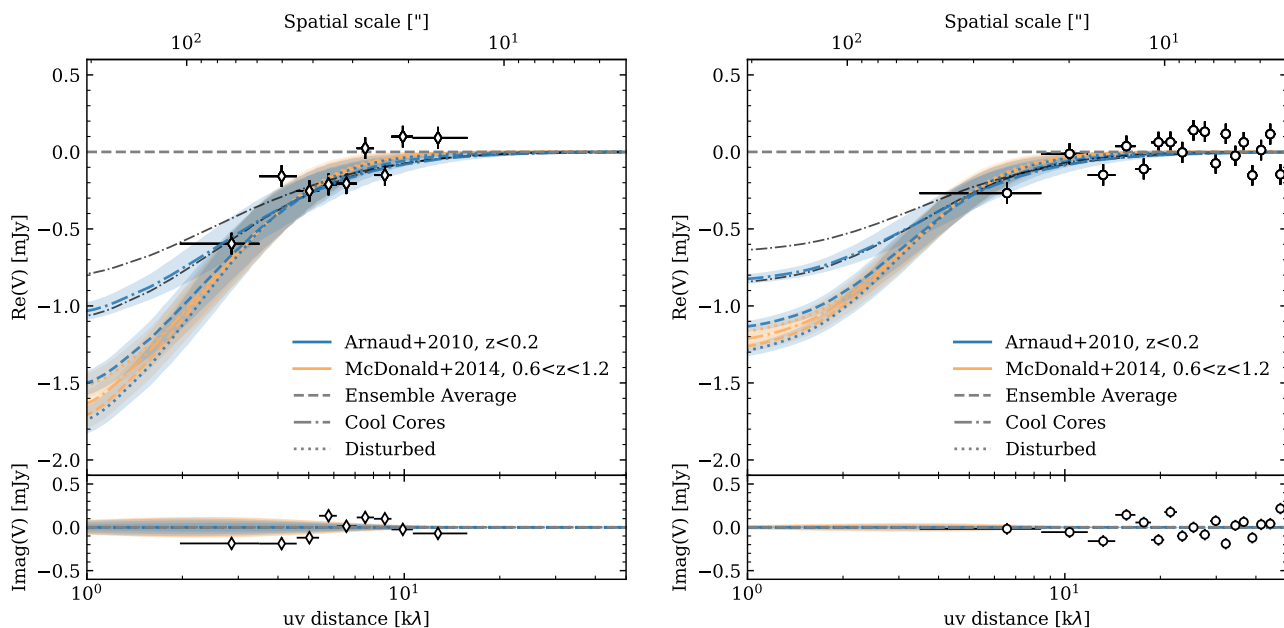 Spatial scale ["]
10²
10¹
Re(V) [mJy]
0.5
0.0
−0.5
−1.0
−1.5
−2.0
Arnaud+2010, z<0.2
McDonald+2014, 0.6<z<1.2
Ensemble Average
Cool Cores
Disturbed
Imag(V) [mJy]
0.5
0.0
−0.5
10⁰
10¹
uv distance [kλ]
Spatial scale ["]
10²
10¹
Re(V) [mJy]
0.5
0.0
−0.5
−1.0
−1.5
−2.0
Arnaud+2010, z<0.2
McDonald+2014, 0.6<z<1.2
Ensemble Average
Cool Cores
Disturbed
Imag(V) [mJy]
0.5
0.0
−0.5
10⁰
10¹
uv distance [kλ]